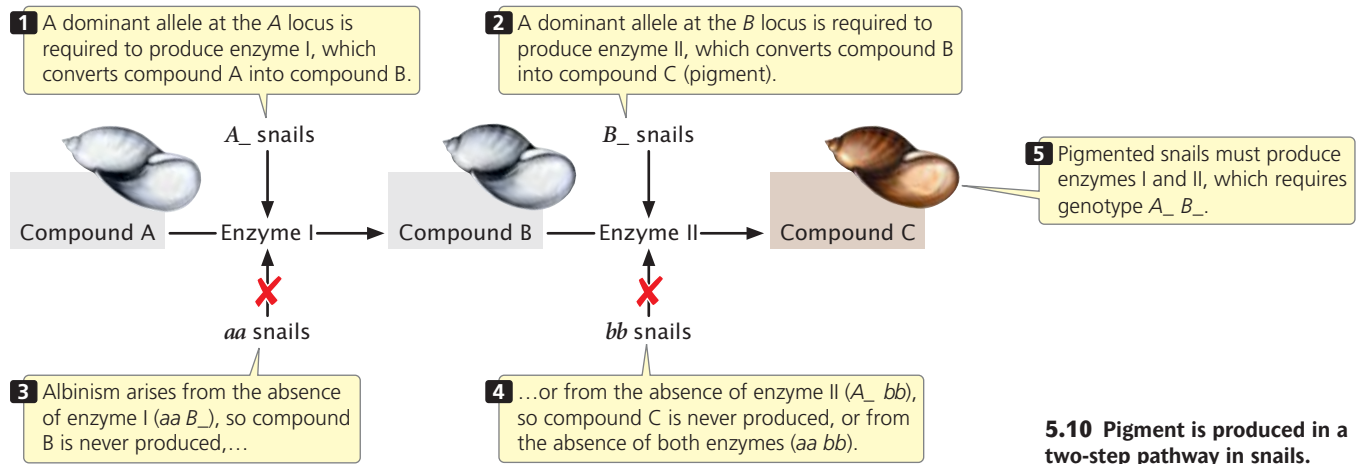 1 A dominant allele at the A locus is
required to produce enzyme I, which
converts compound A into compound B.
2 A dominant allele at the B locus is required to
produce enzyme II, which converts compound B
into compound C (pigment).
A_ snails
B_ snails
5 Pigmented snails must produce
enzymes I and II, which requires
genotype A_ B_.
Compound A
Enzyme I
Compound B
Enzyme II
Compound C
aa snails
bb snails
3 Albinism arises from the absence
of enzyme I (aa B_), so compound
B is never produced,…
4 …or from the absence of enzyme II (A_ bb),
so compound C is never produced, or from
the absence of both enzymes (aa bb).
5.10 Pigment is produced in a
two-step pathway in snails.